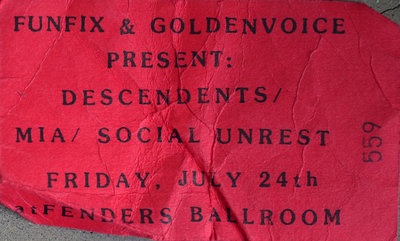 FUNFIX & GOLDENVOICE
PRESENT:
DESCENDENTS/
MIA/ SOCIAL UNREST
FRIDAY, JULY 24th
FENDERS BALLROOM
559